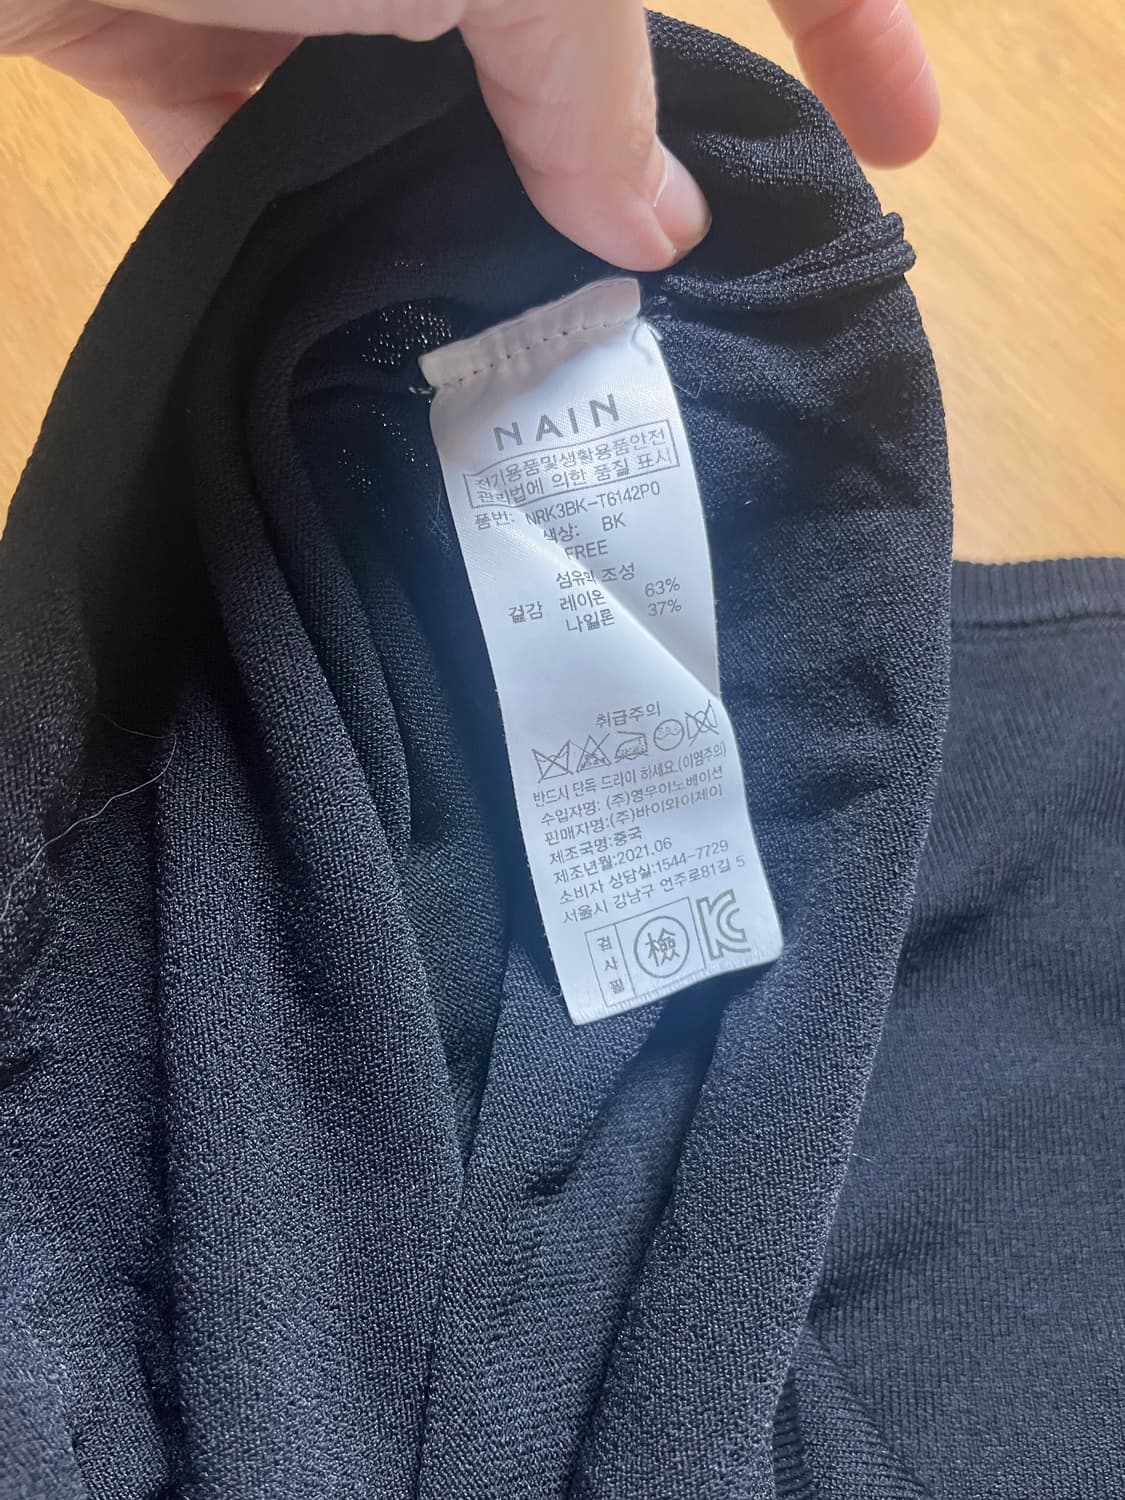 NAIN
전기용품및생활용품안전
관리법에 의한 품질 표시
품번: NRK3BK-T6142P0
색상: BK
FREE
섬유의 조성
겉감 레이온 63%
나일론 37%
취급주의
반드시 단독 드라이 하세요.(이염주의)
수입자명: (주)영우이노베이션
판매자명:(주)바이와이제이
제조국명:중국
제조년월:2021.06
소비자 상담실:1544-7729
서울시 강남구 언주로81길 5
검사필 檢 KC